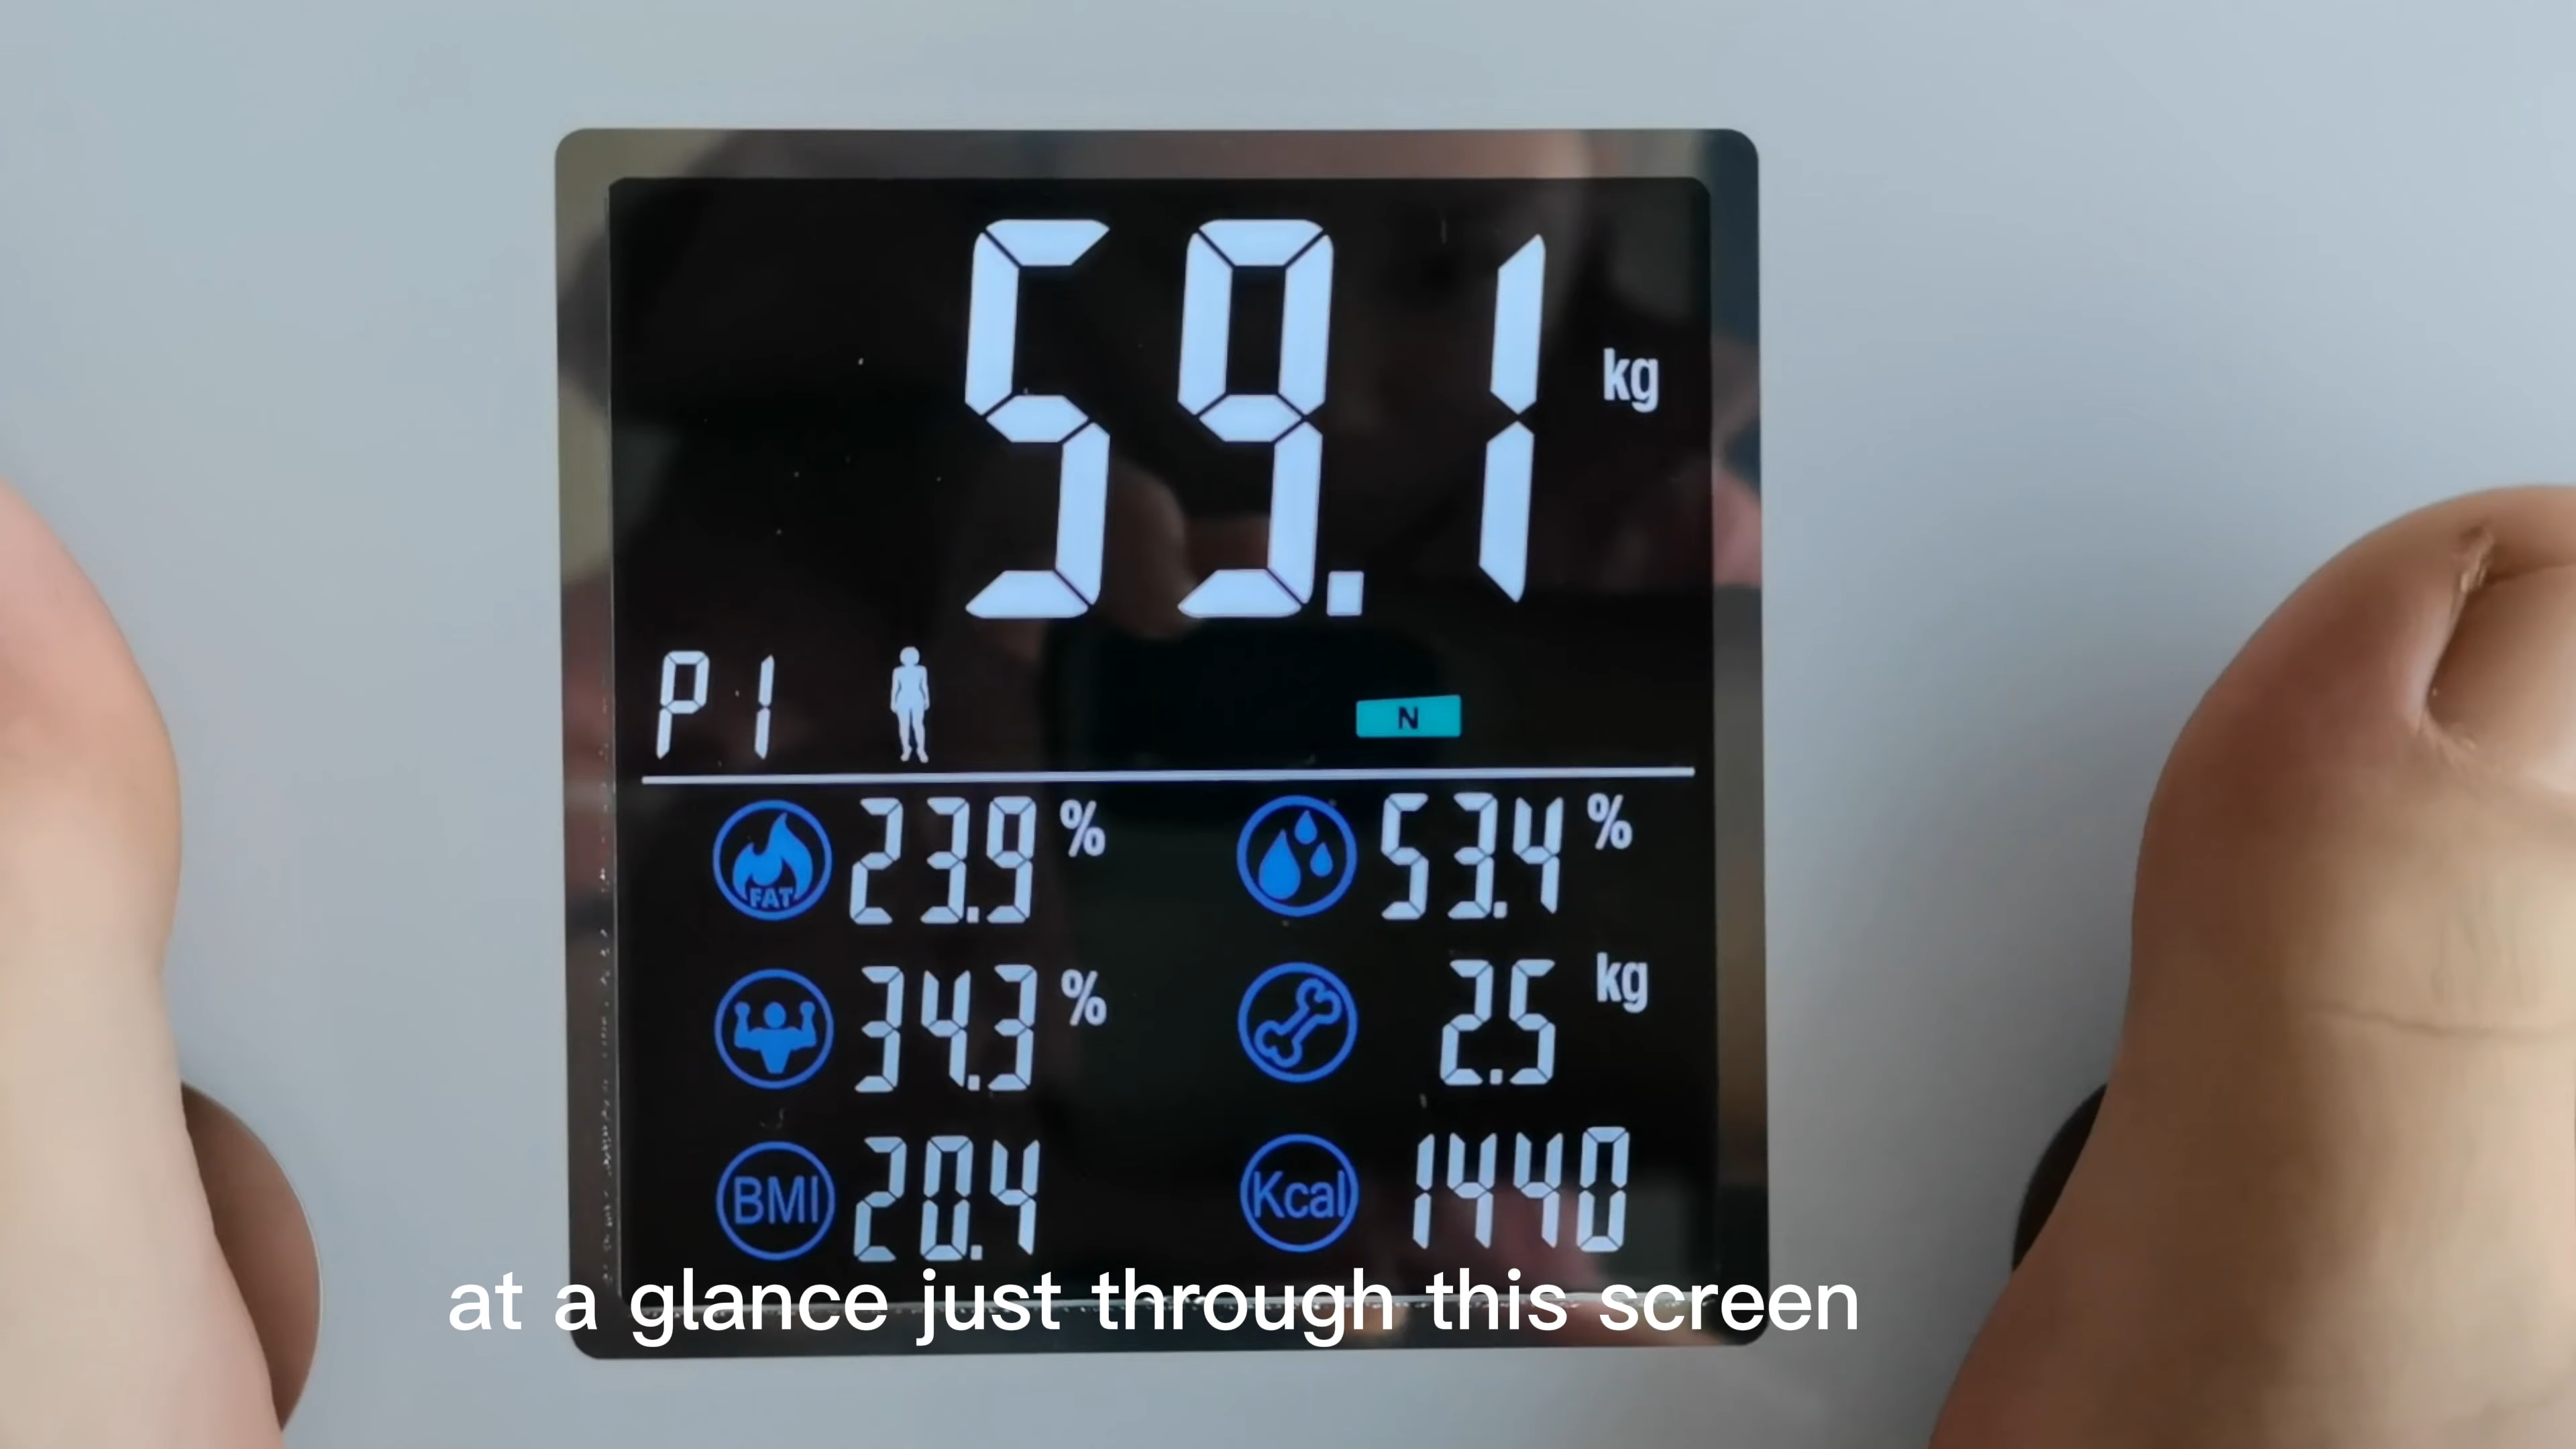 59.1 kg
P1 N
FAT 23.9 % 53.4 %
34.3 % 2.5 kg
BMI 20.4 Kcal 1440
at a glance just through this screen